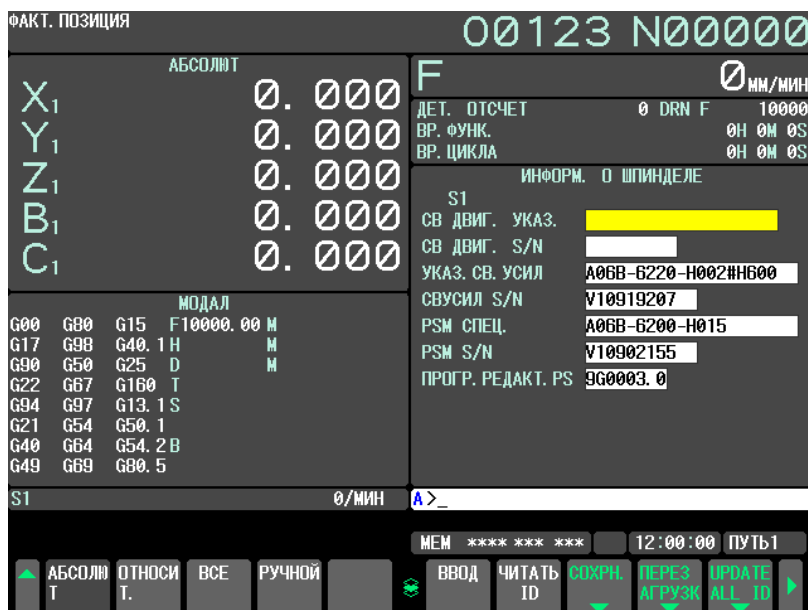 ФАКТ. ПОЗИЦИЯ
O0123 N00000
АБСОЛЮТ
X1 0.000
Y1 0.000
Z1 0.000
B1 0.000
C1 0.000
F 0 ММ/МИН
ДЕТ. ОТСЧЕТ 0 DRN F 10000
ВР. ФУНК. 0H 0M 0S
ВР. ЦИКЛА 0H 0M 0S
МОДАЛ
G00 G80 G15 F10000.00 M
G17 G98 G40.1 H M
G90 G50 G25 D M
G22 G67 G160 T
G94 G97 G13.1 S
G21 G54 G50.1
G40 G64 G54.2 B
G49 G69 G80.5
S1 0/МИН
ИНФОРМ. О ШПИНДЕЛЕ
S1
СВ ДВИГ. УКАЗ.
СВ ДВИГ. S/N
УКАЗ.СВ.УСИЛ A06B-6220-H002#H600
СВУСИЛ S/N V10919207
PSM СПЕЦ. A06B-6200-H015
PSM S/N V10902155
ПРОГР.РЕДАКТ.PS 9G0003.0
A>_
MEM **** *** *** 12:00:00 ПУТЬ1
АБСОЛЮТ ОТНОСИТ. ВСЕ РУЧНОЙ ВВОД ЧИТАТЬ ID СОХРН. ПЕРЕЗАГРУЗК UPDATE ALL ID